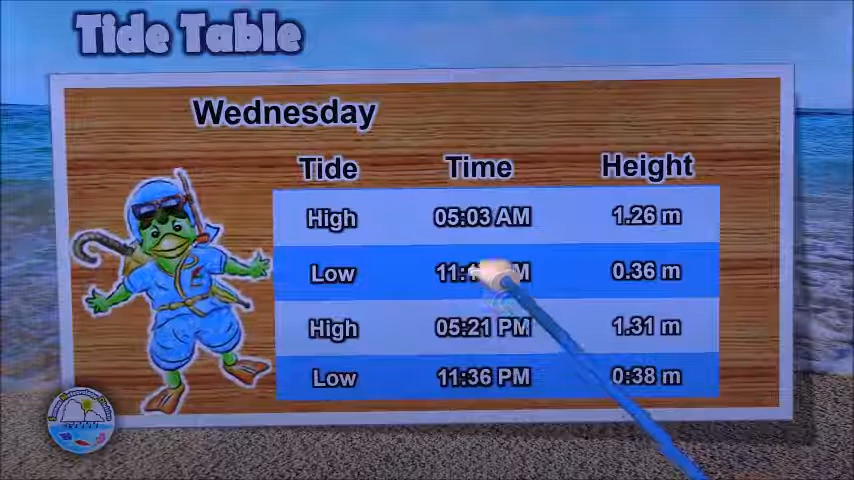 Tide Table
Wednesday
Tide Time Height
High 05:03 AM 1.26 m
Low 0.36 m
High 05:21 PM 1.31 m
Low 11:36 PM 0:38 m